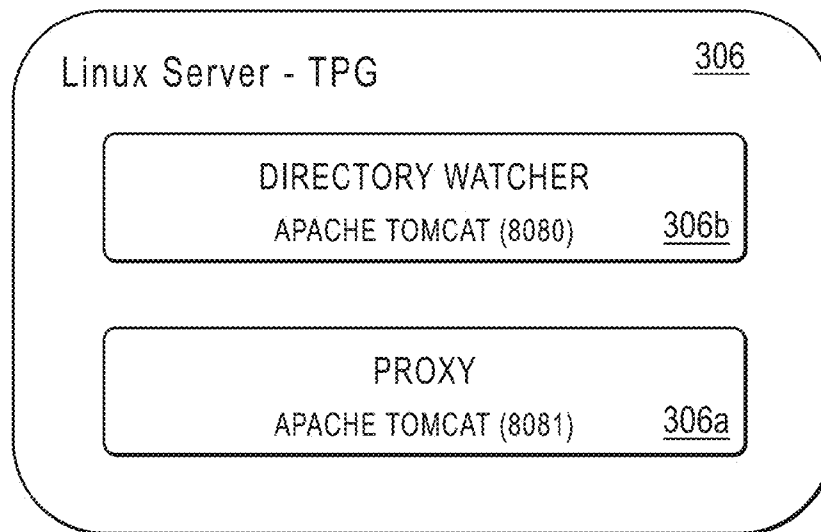 Linux Server - TPG 306
DIRECTORY WATCHER
APACHE TOMCAT (8080) 306b
PROXY
APACHE TOMCAT (8081) 306a